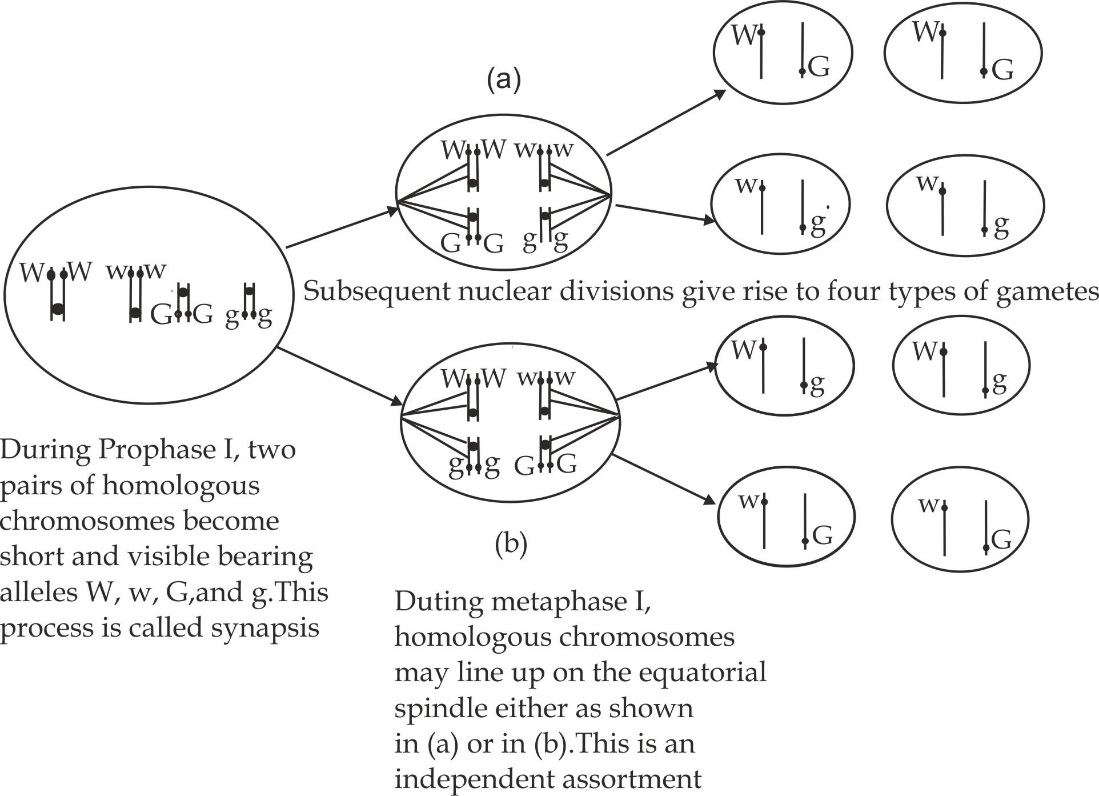 (a)
W G
W G
W W w w
G G g g
w g
w g
W W w w G G g g
Subsequent nuclear divisions give rise to four types of gametes
W g
W g
W W w w
g g G G
w G
w G
(b)
During Prophase I, two
pairs of homologous
chromosomes become
short and visible bearing
alleles W, w, G,and g.This
process is called synapsis
Duting metaphase I,
homologous chromosomes
may line up on the equatorial
spindle either as shown
in (a) or in (b).This is an
independent assortment